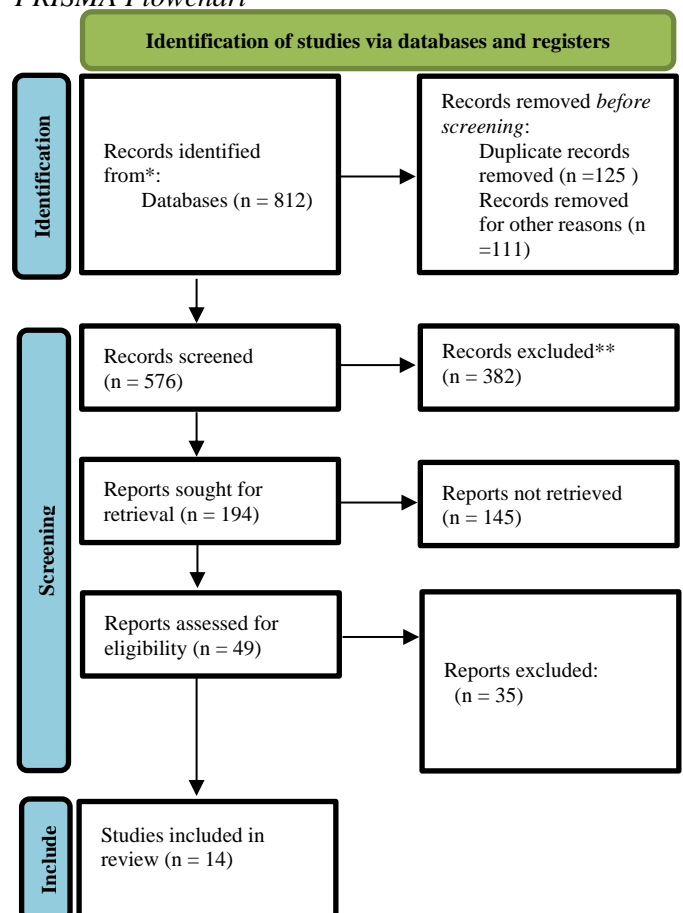 PRISMA Flowchart
Identification of studies via databases and registers
Identification
Records identified
from*:
Databases (n = 812)
Records removed before
screening:
Duplicate records
removed (n =125 )
Records removed
for other reasons (n
=111)
Screening
Records screened
(n = 576)
Records excluded**
(n = 382)
Reports sought for
retrieval (n = 194)
Reports not retrieved
(n = 145)
Reports assessed for
eligibility (n = 49)
Reports excluded:
(n = 35)
Include
Studies included in
review (n = 14)